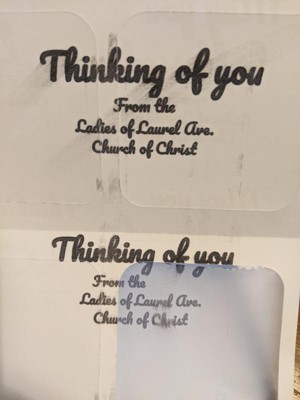 Thinking of you
From the
Ladies of Laurel Ave.
Church of Christ
Thinking of you
From the
Ladies of Laurel Ave.
Church of Christ